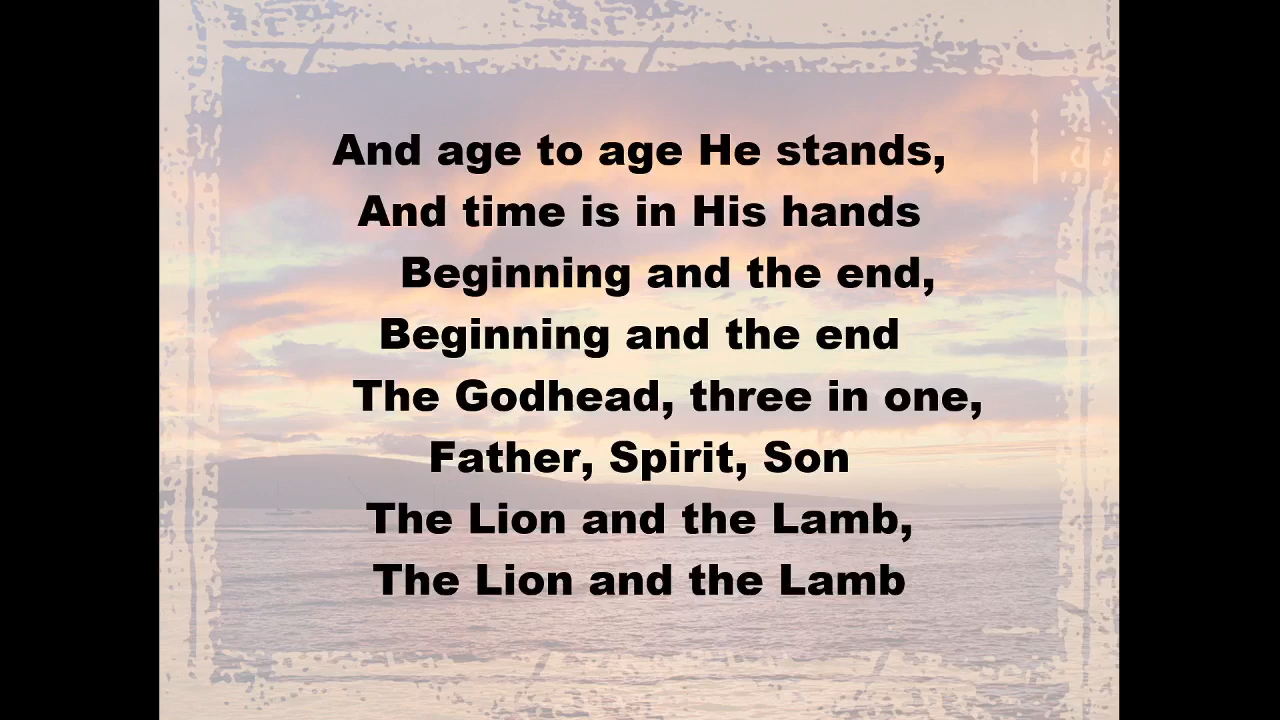 And age to age He stands,
And time is in His hands
Beginning and the end,
Beginning and the end
The Godhead, three in one,
Father, Spirit, Son
The Lion and the Lamb,
The Lion and the Lamb